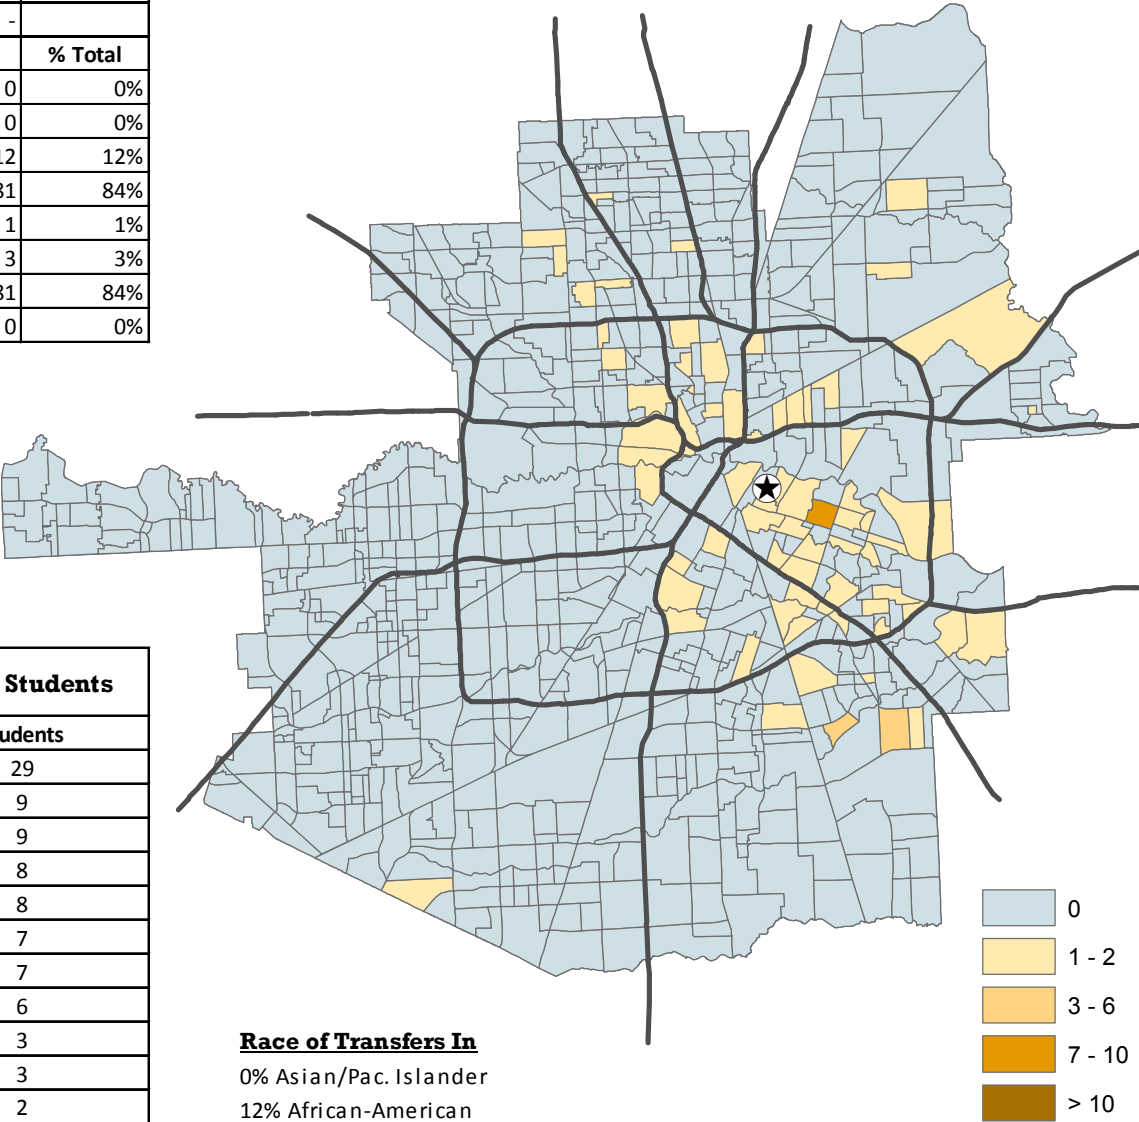 -
% Total
0 0%
0 0%
12 12%
81 84%
1 1%
3 3%
81 84%
0 0%
Students
udents
29
9
9
8
8
7
7
6
3
3
2
Race of Transfers In
0% Asian/Pac. Islander
12% African-American
0
1 - 2
3 - 6
7 - 10
> 10